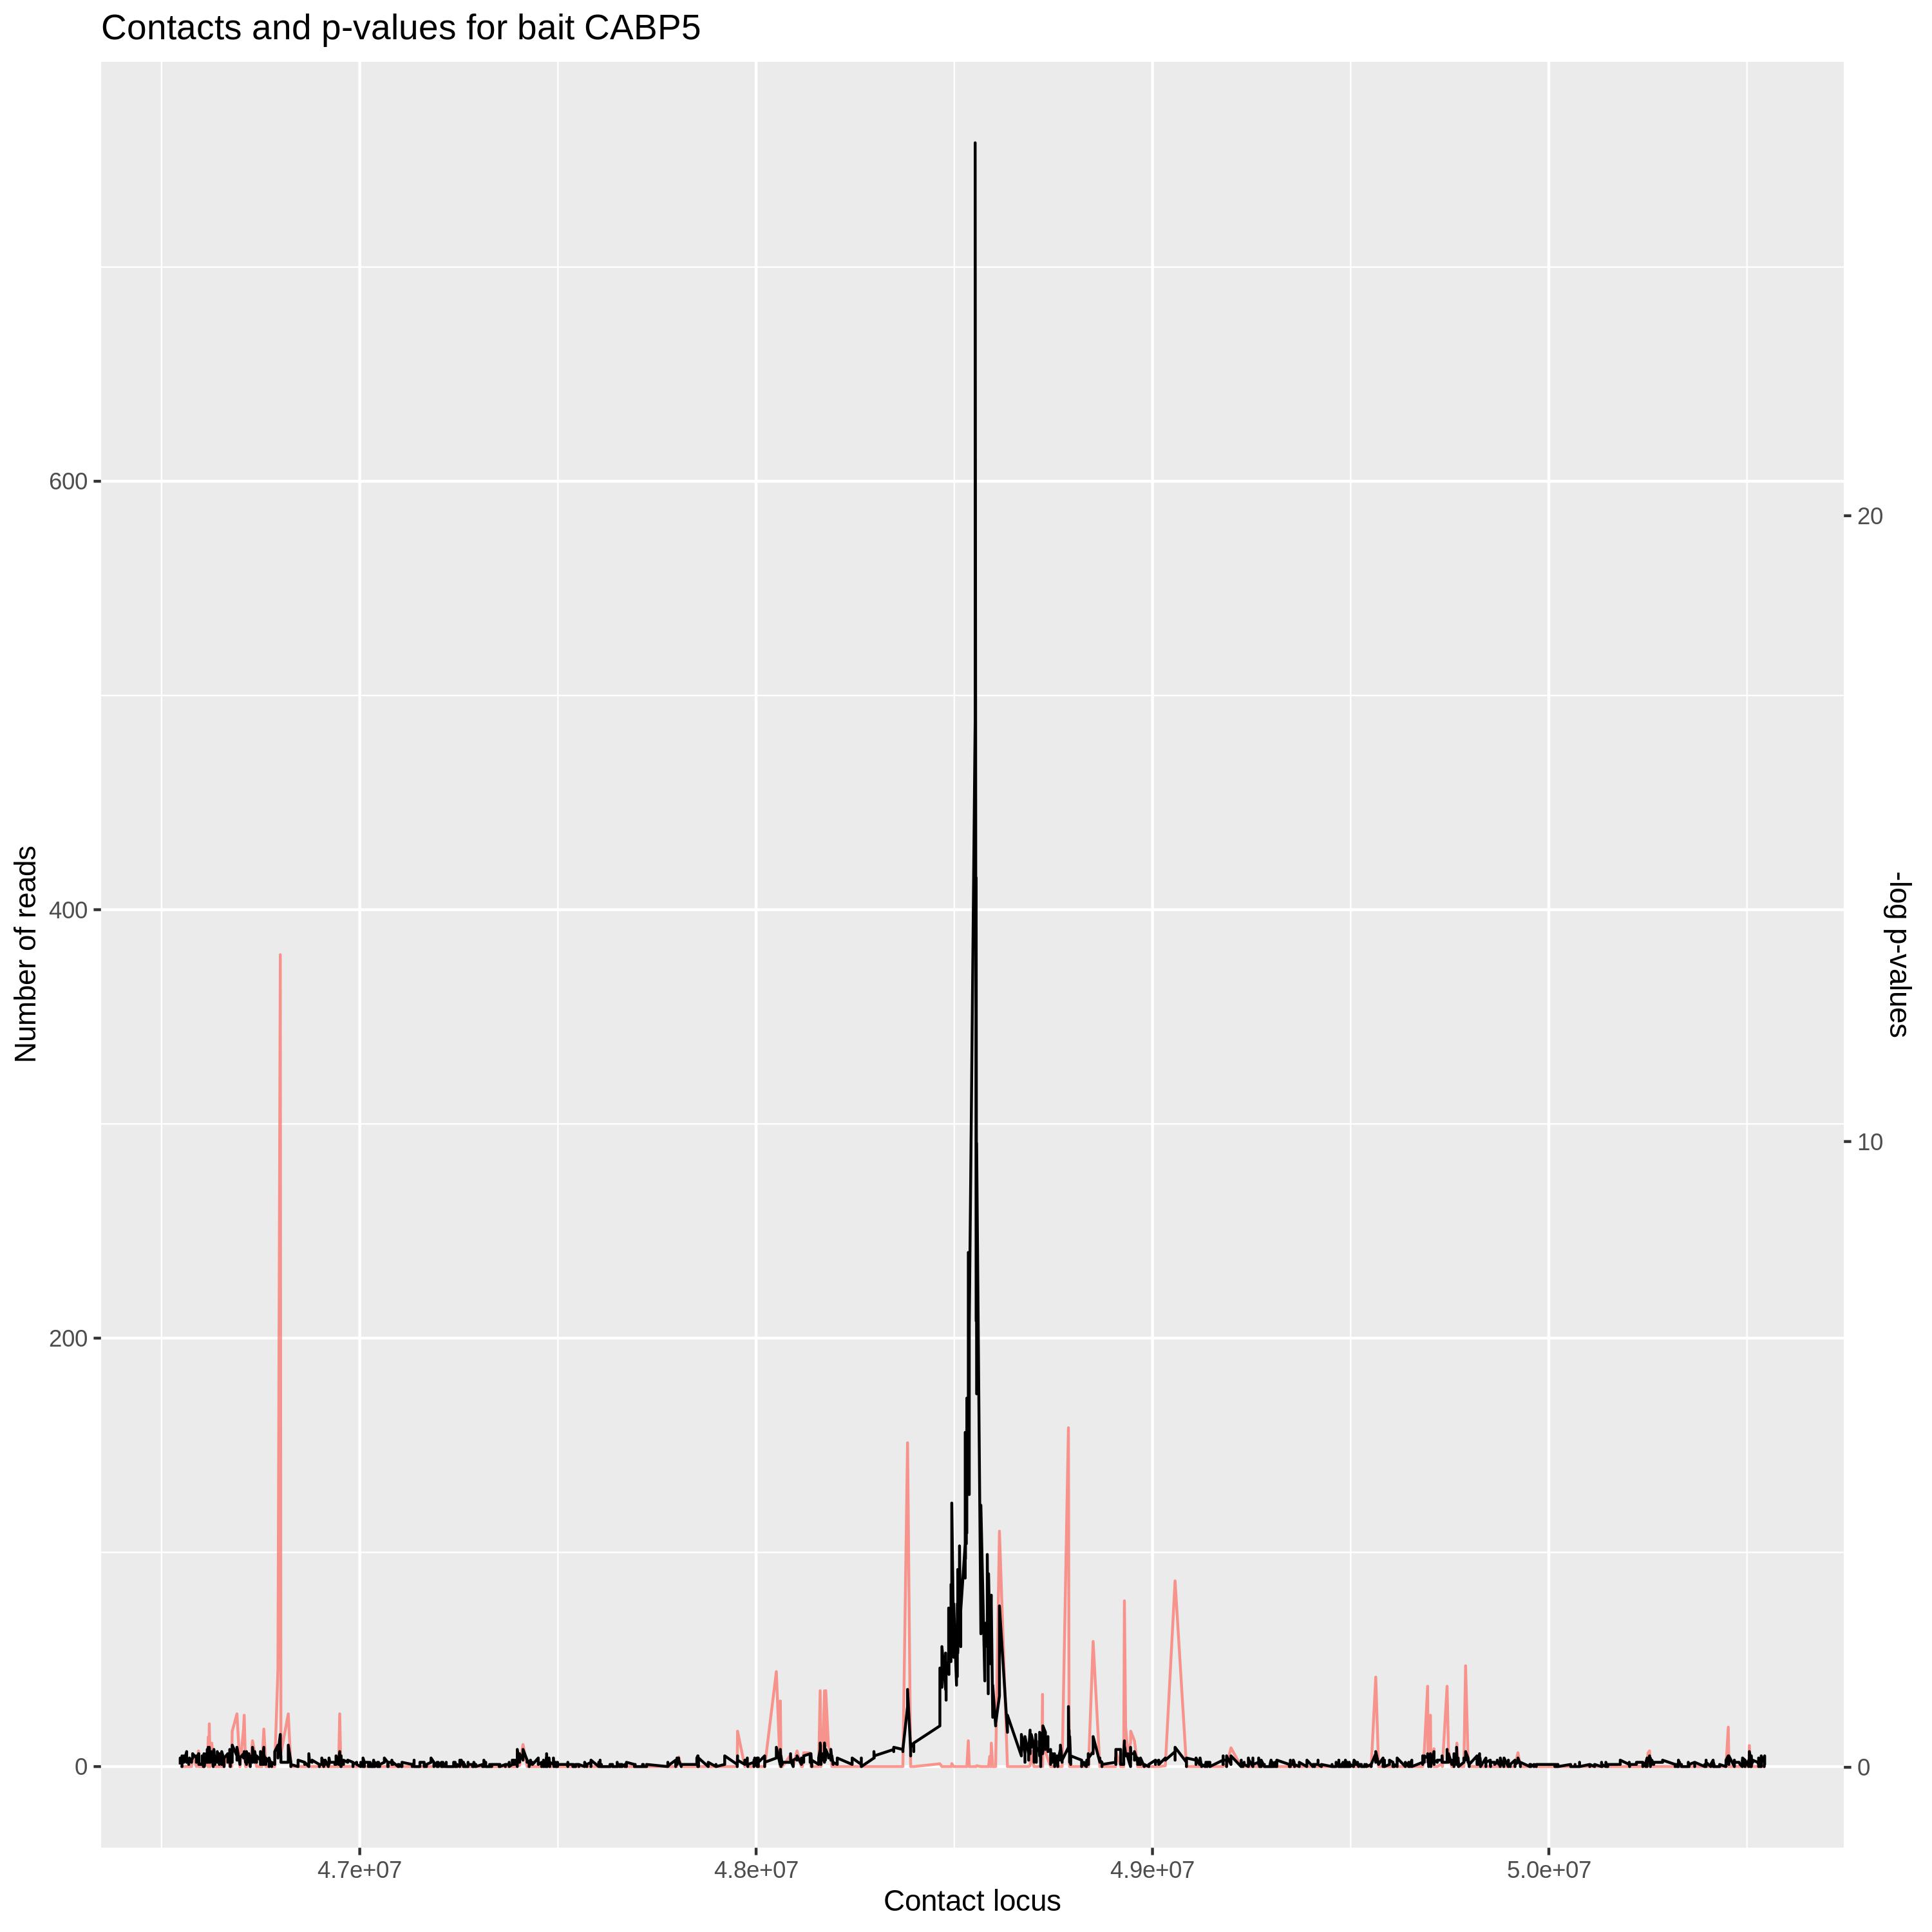 Contacts and p-values for bait CABP5
600
400
200
0
Number of reads
20
10
0
-log p-values
4.7e+07
4.8e+07
4.9e+07
5.0e+07
Contact locus